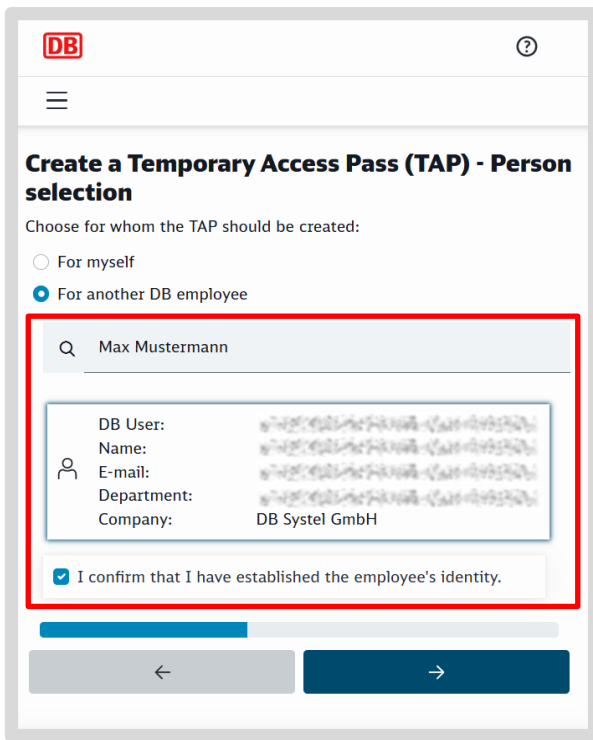 DB
Create a Temporary Access Pass (TAP) - Person
selection
Choose for whom the TAP should be created:
For myself
For another DB employee
Max Mustermann
DB User:
Name:
E-mail:
Department:
Company: DB Systel GmbH
I confirm that I have established the employee's identity.